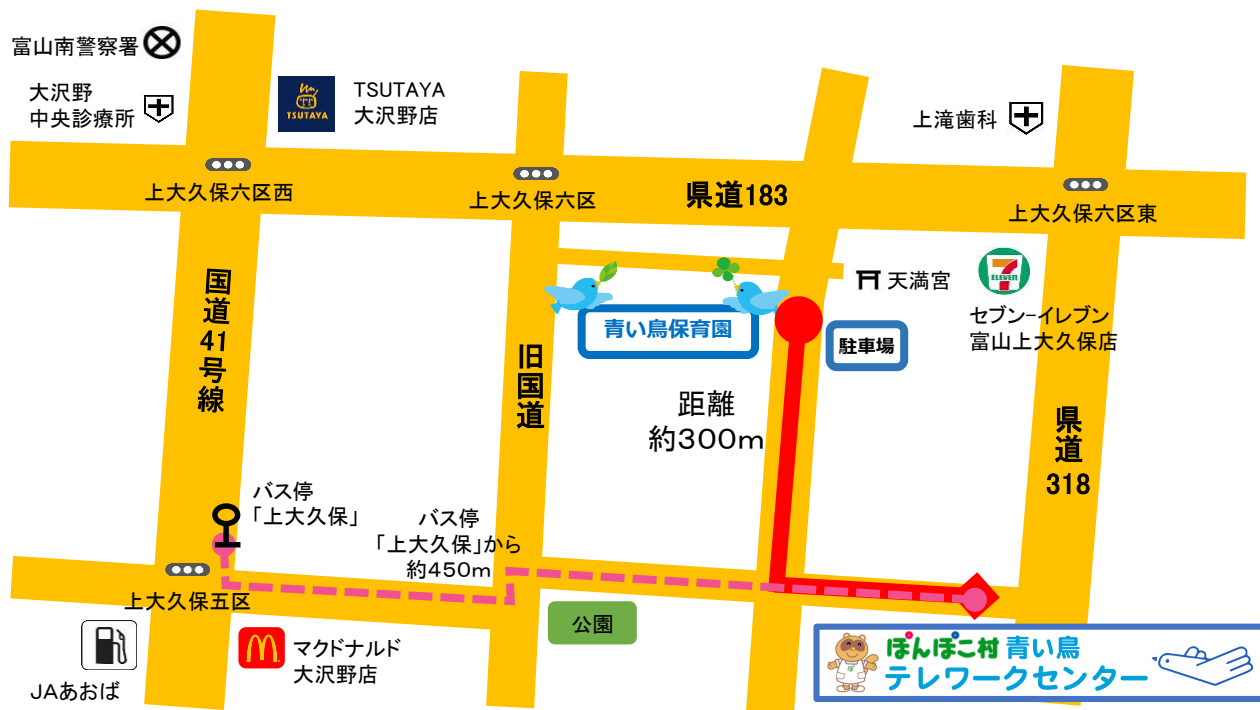 富山南警察署
大沢野
中央診療所
TSUTAYA
TSUTAYA
大沢野店
上滝歯科
上大久保六区西
上大久保六区
県道183
上大久保六区東
国道41号線
旧国道
青い鳥保育園
天満宮
7
ELEVEN
セブン-イレブン
富山上大久保店
駐車場
距離
約300m
県道318
バス停
「上大久保」
バス停
「上大久保」から
約450m
上大久保五区
公園
JAあおば
マクドナルド
大沢野店
ぽんぽこ村 青い鳥
テレワークセンター